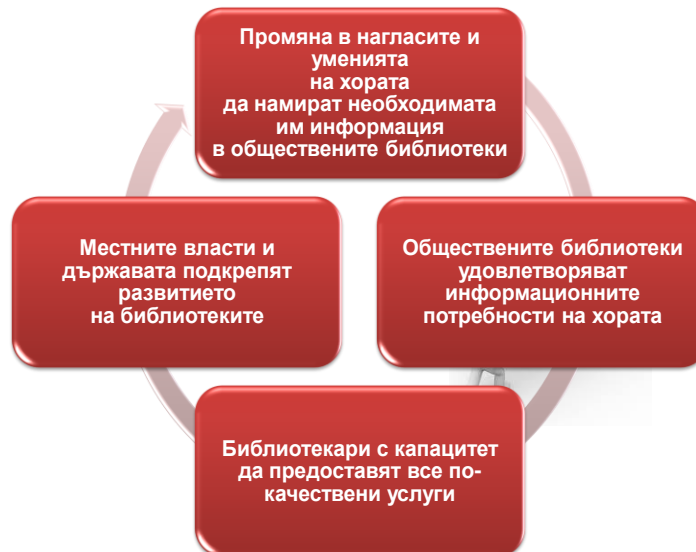 Промяна в нагласите и
уменията
на хората
да намират необходимата
им информация
в обществените библиотеки
Местните власти и
държавата подкрепят
развитието
на библиотеките
Обществените библиотеки
удовлетворяват
информационните
потребности на хората
Библиотекари с капацитет
да предоставят все по-
качествени услуги